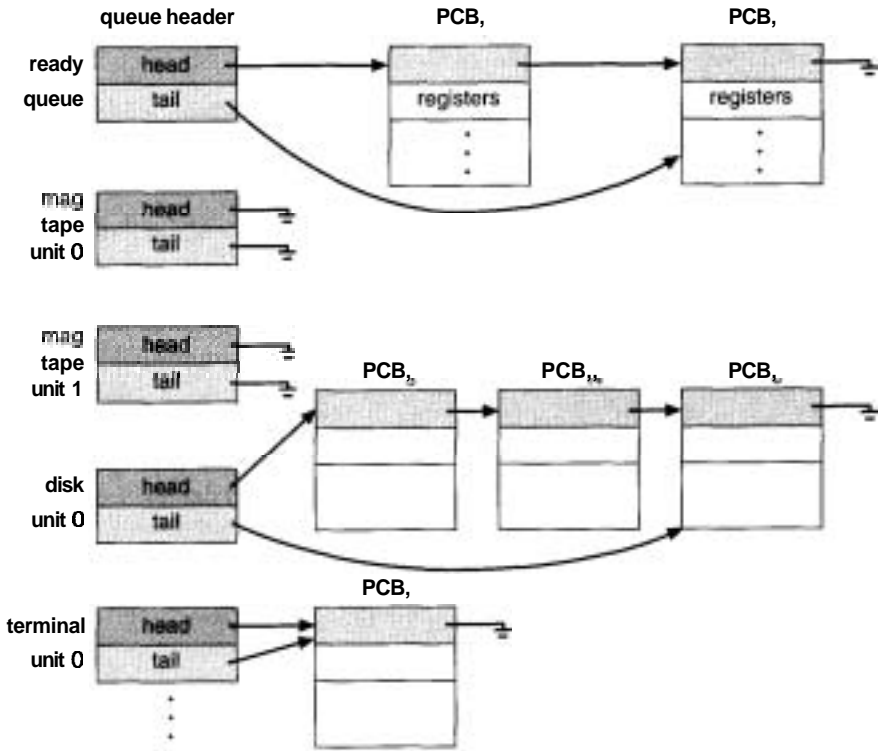 queue header
PCB,
PCB,
ready
queue
head
tail
registers
registers
mag
tape
unit 0
head
tail
mag
tape
unit 1
head
tail
PCB,
PCB,
PCB,
disk
unit 0
head
tail
PCB,
terminal
unit 0
head
tail